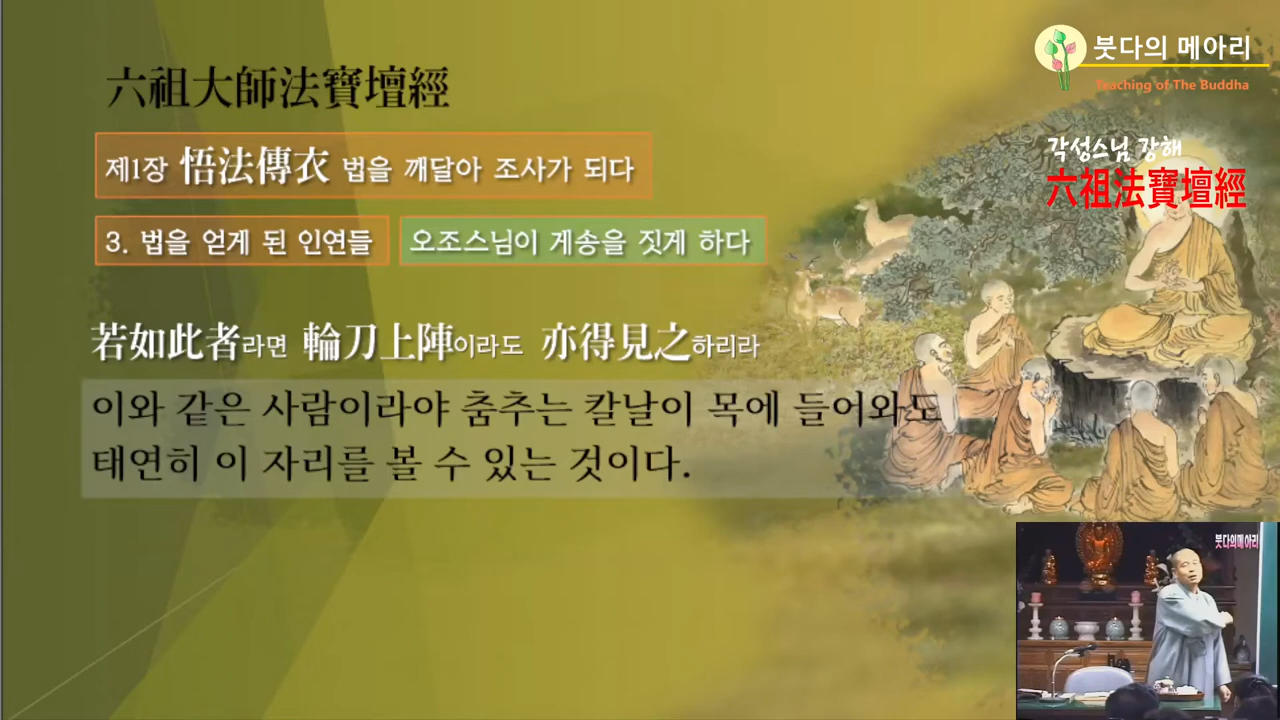 六祖大師法寶壇經
제1장 悟法傳衣 법을 깨달아 조사가 되다
3. 법을 얻게 된 인연들
오조스님이 게송을 짓게 하다
若如此者라면 輪刀上陣이라도 亦得見之하리라
이와 같은 사람이라야 춤추는 칼날이 목에 들어와도
태연히 이 자리를 볼 수 있는 것이다.
붓다의 메아리
Teaching of The Buddha
각성스님 강해
六祖法寶壇經
붓다의메아리